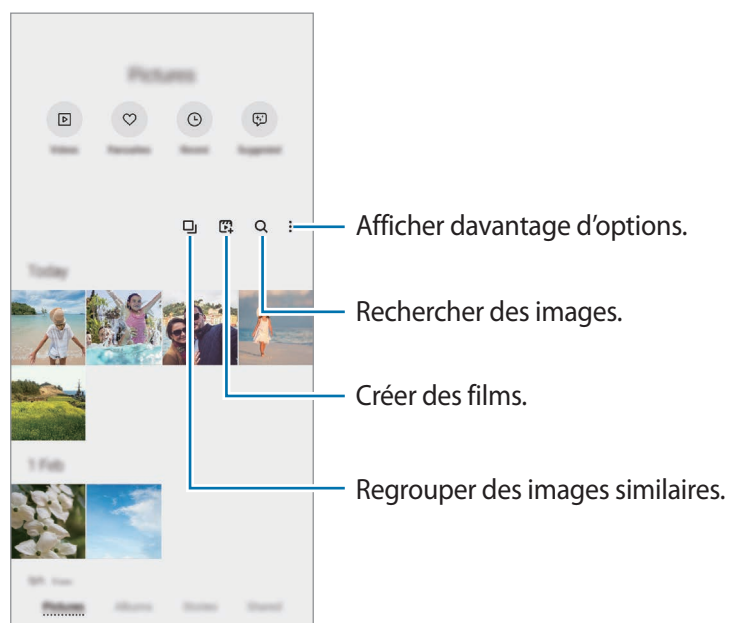 Pictures
Videos Favourites Recent Suggested
Afficher davantage d’options.
Today
Rechercher des images.
Créer des films.
1 Feb
Regrouper des images similaires.
Pictures Albums Stories Shared